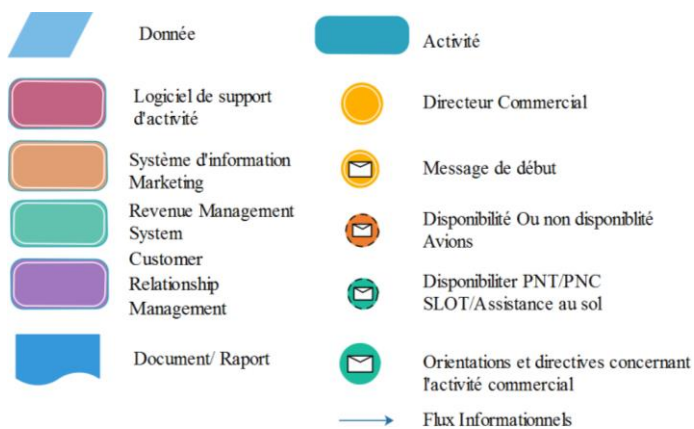 Donnée
Activité
Logiciel de support
d'activité
Directeur Commercial
Système d'information
Marketing
Message de début
Revenue Management
System
Disponibilité Ou non disponiblité
Avions
Customer
Relationship
Management
Disponibiliter PNT/PNC
SLOT/Assistance au sol
Document/ Raport
Orientations et directives concernant
l'activité commercial
Flux Informationnels